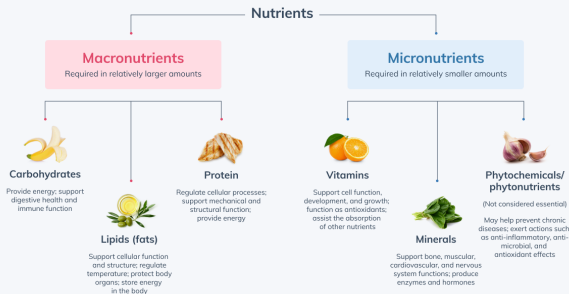 Nutrients
Macronutrients
Required in relatively larger amounts
Micronutrients
Required in relatively smaller amounts
Carbohydrates
Provide energy; support
digestive health and
immune function
Lipids (fats)
Support cellular function
and structure; regulate
temperature; protect body
organs; store energy
in the body
Protein
Regulate cellular processes;
support mechanical and
structural function;
provide energy
Vitamins
Support cell function,
development, and growth;
function as antioxidants;
assist the absorption
of other nutrients
Minerals
Support bone, muscular,
cardiovascular, and nervous
system functions; produce
enzymes and hormones
Phytochemicals/
phytonutrients
(Not considered essential)
May help prevent chronic
diseases; exert actions such
as anti-inflammatory, anti-
microbial, and
antioxidant effects